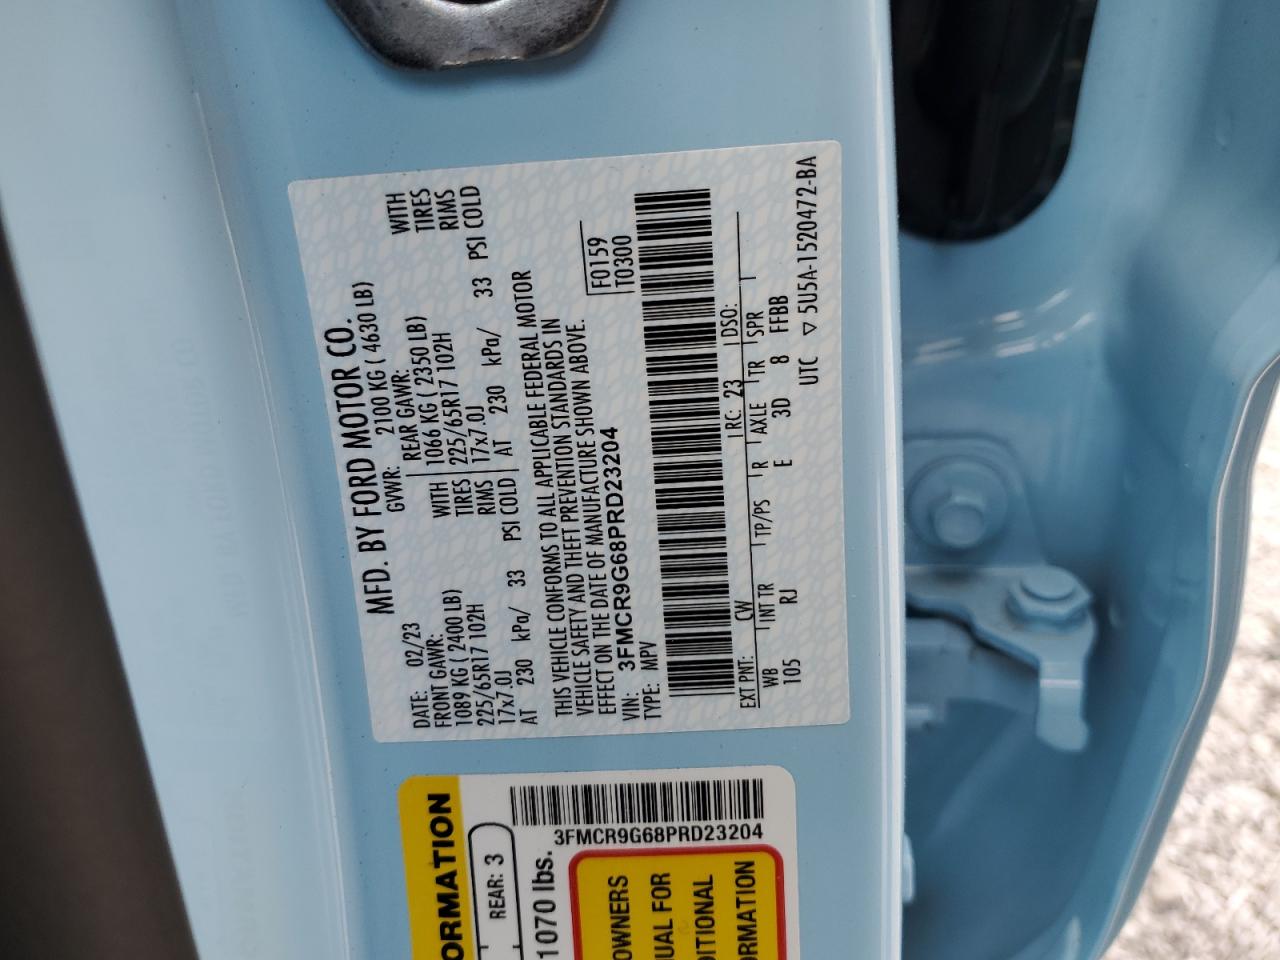 MFD. BY FORD MOTOR CO.
DATE: 02/23 GVWR: 2100 KG ( 4630 LB)
FRONT GAWR: REAR GAWR:
1089 KG ( 2400 LB) WITH 1066 KG ( 2350 LB) WITH
225/65R17 102H TIRES 225/65R17 102H TIRES
17x7.0J RIMS 17x7.0J RIMS
AT 230 kPa/ 33 PSI COLD AT 230 kPa/ 33 PSI COLD
THIS VEHICLE CONFORMS TO ALL APPLICABLE FEDERAL MOTOR
VEHICLE SAFETY AND THEFT PREVENTION STANDARDS IN
EFFECT ON THE DATE OF MANUFACTURE SHOWN ABOVE.
VIN: 3FMCR9G68PRD23204 F0159
TYPE: MPV T0300
EXT PNT: CW RC: 23 DSO:
WB INT TR TP/PS R AXLE TR SPR
105 RJ E 3D 8 FFBB
UTC ▽ 5U5A-1520472-BA
ORMATION
REAR: 3
1070 lbs.
3FMCR9G68PRD23204
OWNERS
UAL FOR
DITIONAL
ORMATION